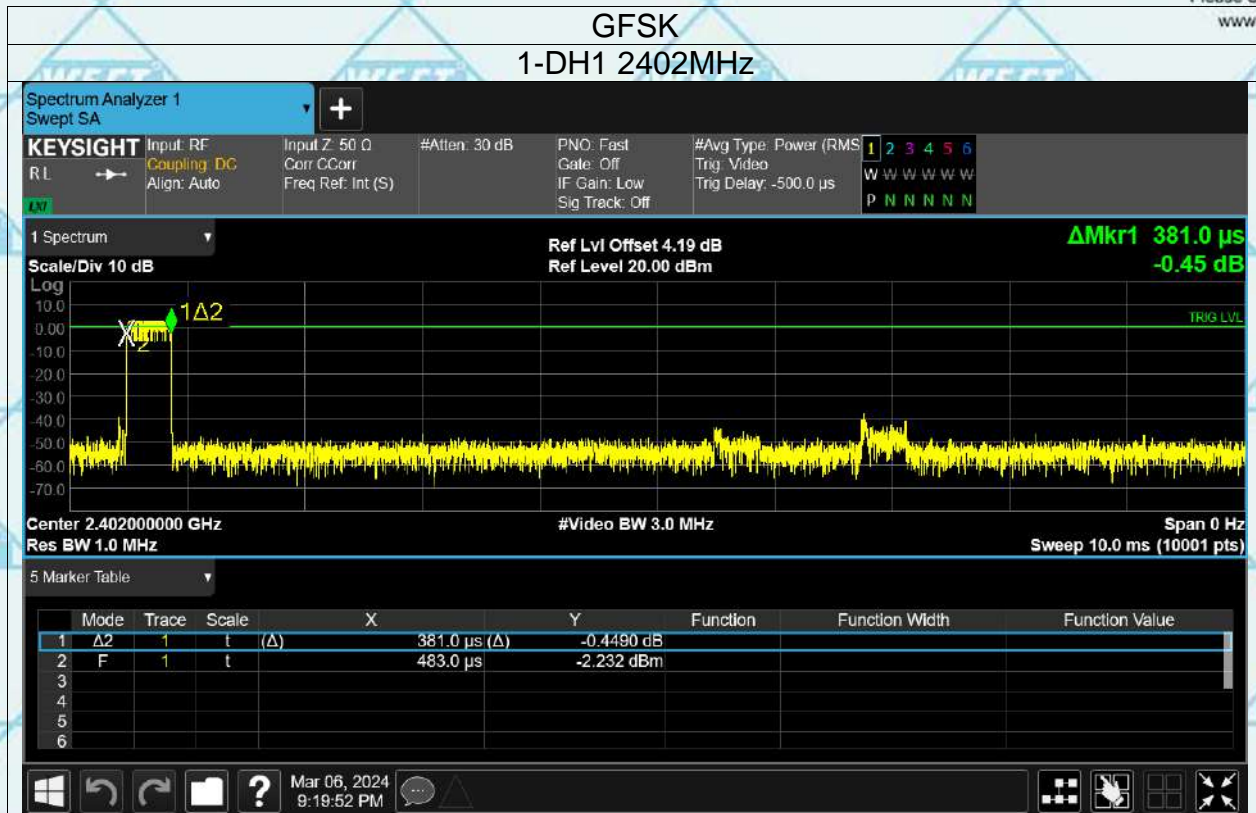 www
GFSK
1-DH1 2402MHz
Spectrum Analyzer 1
Swept SA
KEYSIGHT
RL
LXI
Input: RF
Coupling: DC
Align: Auto
Input Z: 50 Ω
Corr CCorr
Freq Ref: Int (S)
#Atten: 30 dB
PNO: Fast
Gate: Off
IF Gain: Low
Sig Track: Off
#Avg Type: Power (RMS
Trig: Video
Trig Delay: -500.0 µs
1 2 3 4 5 6
W W W W W W
P N N N N N
1 Spectrum
Scale/Div 10 dB
Ref Lvl Offset 4.19 dB
Ref Level 20.00 dBm
ΔMkr1 381.0 µs
-0.45 dB
Log
10.0
0.00
-10.0
-20.0
-30.0
-40.0
-50.0
-60.0
-70.0
1Δ2
2
TRIG LVL
Center 2.402000000 GHz
#Video BW 3.0 MHz
Span 0 Hz
Res BW 1.0 MHz
Sweep 10.0 ms (10001 pts)
5 Marker Table
Mode Trace Scale X Y Function Function Width Function Value
1 Δ2 1 t (Δ) 381.0 µs (Δ) -0.4490 dB
2 F 1 t 483.0 µs -2.232 dBm
3
4
5
6
?
Mar 06, 2024
9:19:52 PM